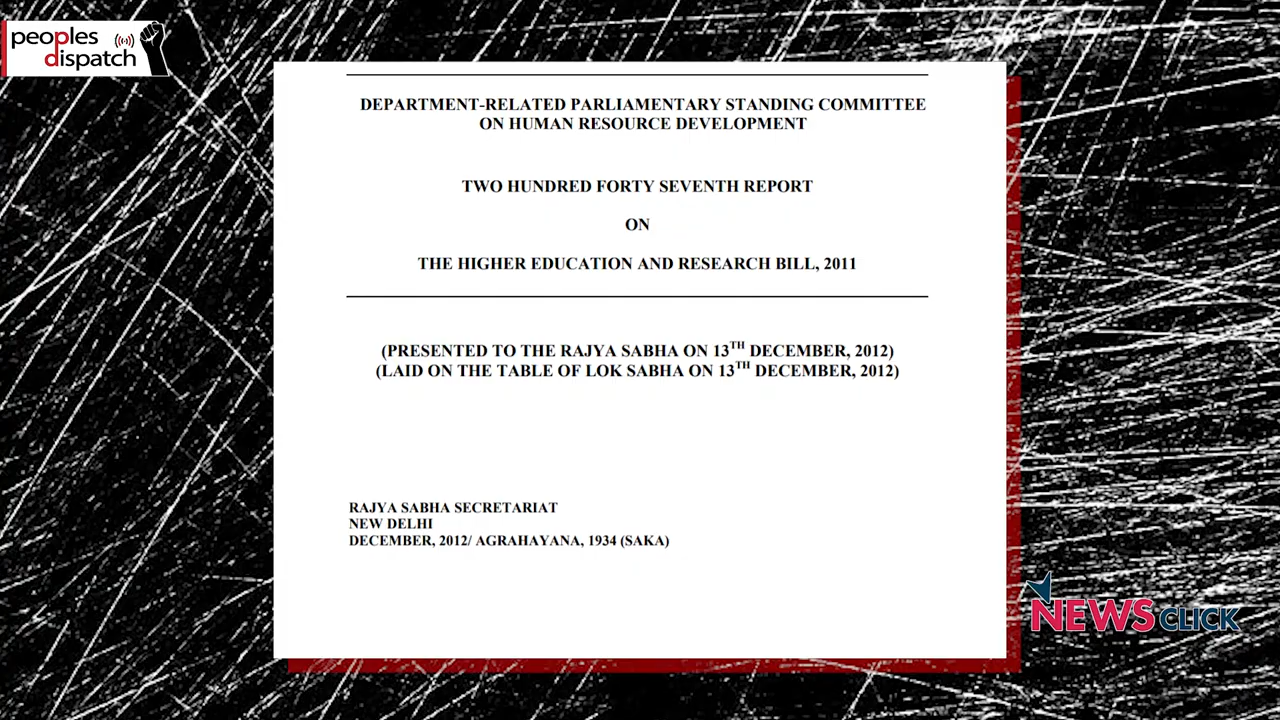 peoples
dispatch
DEPARTMENT-RELATED PARLIAMENTARY STANDING COMMITTEE
ON HUMAN RESOURCE DEVELOPMENT
TWO HUNDRED FORTY SEVENTH REPORT
ON
THE HIGHER EDUCATION AND RESEARCH BILL, 2011
(PRESENTED TO THE RAJYA SABHA ON 13TH DECEMBER, 2012)
(LAID ON THE TABLE OF LOK SABHA ON 13TH DECEMBER, 2012)
RAJYA SABHA SECRETARIAT
NEW DELHI
DECEMBER, 2012/ AGRAHAYANA, 1934 (SAKA)
NEWSCLICK